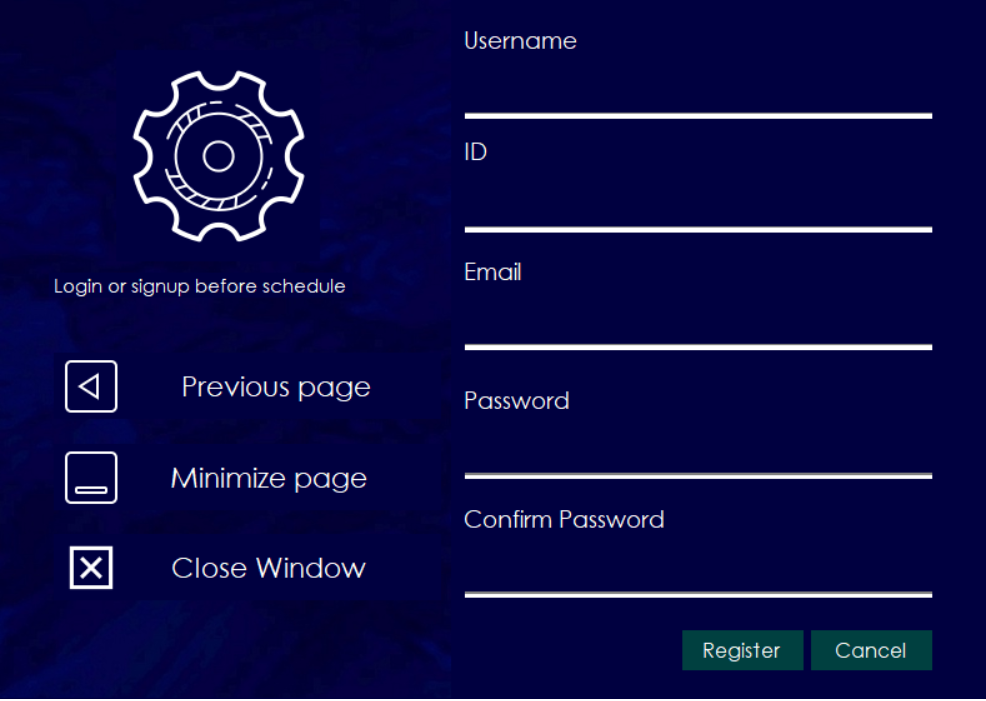 Login or signup before schedule
Previous page
Minimize page
Close Window
Username
ID
Email
Password
Confirm Password
Register
Cancel